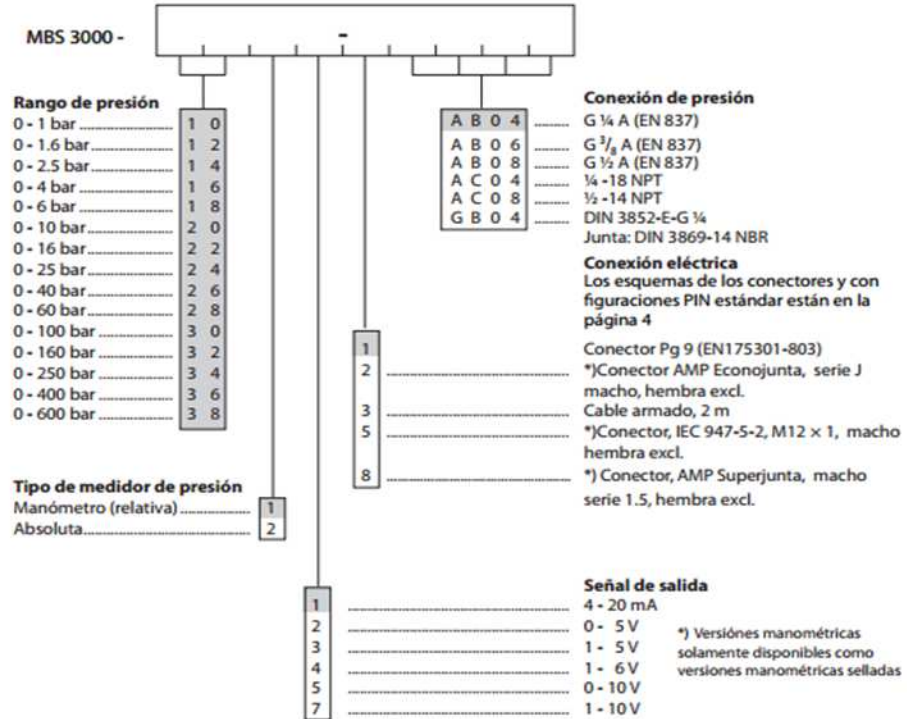 MBS 3000 -
-
Rango de presión
0 - 1 bar 1 0
0 - 1.6 bar 1 2
0 - 2.5 bar 1 4
0 - 4 bar 1 6
0 - 6 bar 1 8
0 - 10 bar 2 0
0 - 16 bar 2 2
0 - 25 bar 2 4
0 - 40 bar 2 6
0 - 60 bar 2 8
0 - 100 bar 3 0
0 - 160 bar 3 2
0 - 250 bar 3 4
0 - 400 bar 3 6
0 - 600 bar 3 8
Tipo de medidor de presión
Manómetro (relativa) 1
Absoluta 2
Conexión de presión
A B 0 4 G ¼ A (EN 837)
A B 0 6 G ³/₈ A (EN 837)
A B 0 8 G ½ A (EN 837)
A C 0 4 ¼ -18 NPT
A C 0 8 ½ -14 NPT
G B 0 4 DIN 3852-E-G ¼
Junta: DIN 3869-14 NBR
Conexión eléctrica
Los esquemas de los conectores y con
figuraciones PIN estándar están en la
página 4
1 Conector Pg 9 (EN175301-803)
2 *)Conector AMP Econojunta, serie J
macho, hembra excl.
3 Cable armado, 2 m
5 *)Conector, IEC 947-5-2, M12 × 1, macho
hembra excl.
8 *) Conector, AMP Superjunta, macho
serie 1.5, hembra excl.
Señal de salida
1 4 - 20 mA
2 0 - 5 V
3 1 - 5 V
4 1 - 6 V
5 0 - 10 V
7 1 - 10 V
*) Versiónes manométricas
solamente disponibles como
versiones manométricas selladas